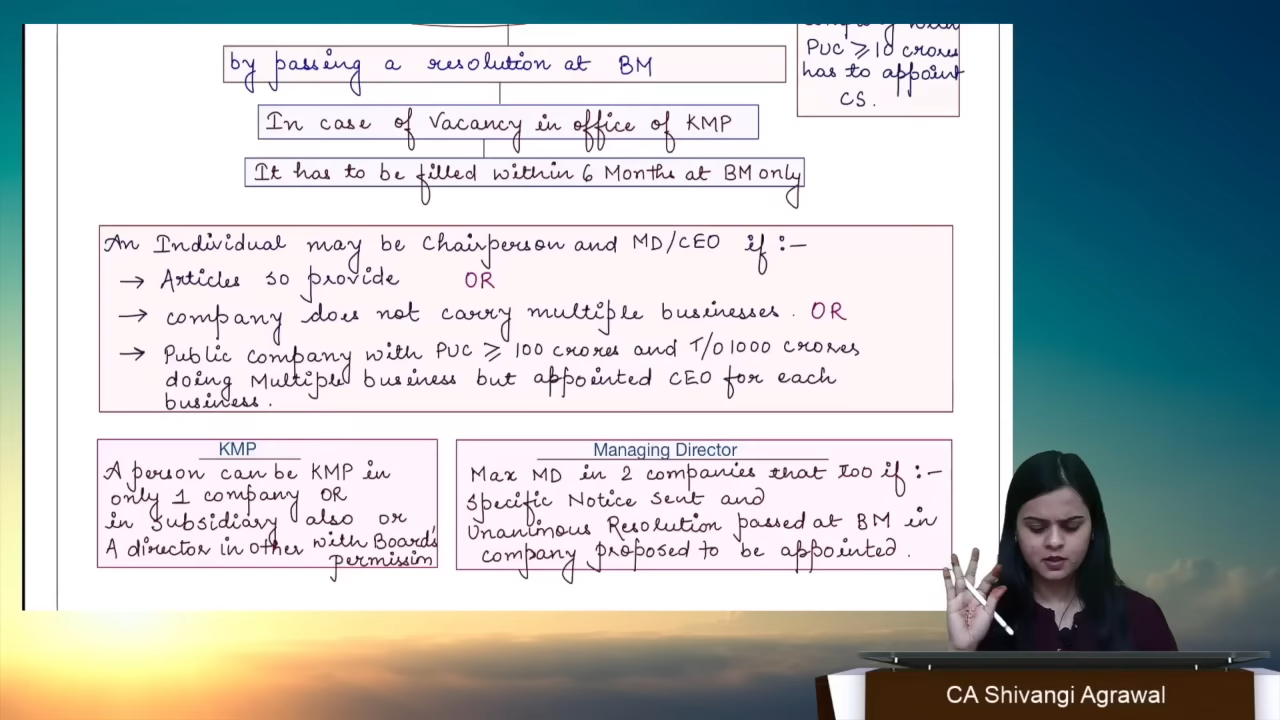 PUC ⩾ 10 crores
has to appoint
CS.
by passing a resolution at BM
In case of Vacancy in office of KMP
It has to be filled within 6 Months at BM only
An Individual may be Chairperson and MD/CEO if :-
→ Articles so provide OR
→ company does not carry multiple businesses. OR
→ Public company with PUC ⩾ 100 crores and T/O 1000 crores
doing Multiple business but appointed CEO for each
business.
KMP
A person can be KMP in
only 1 company OR
in subsidiary also or
A director in other with Board's
permission
Managing Director
Max MD in 2 companies that too if :-
Specific Notice sent and
Unanimous Resolution passed at BM in
company proposed to be appointed.
CA Shivangi Agrawal